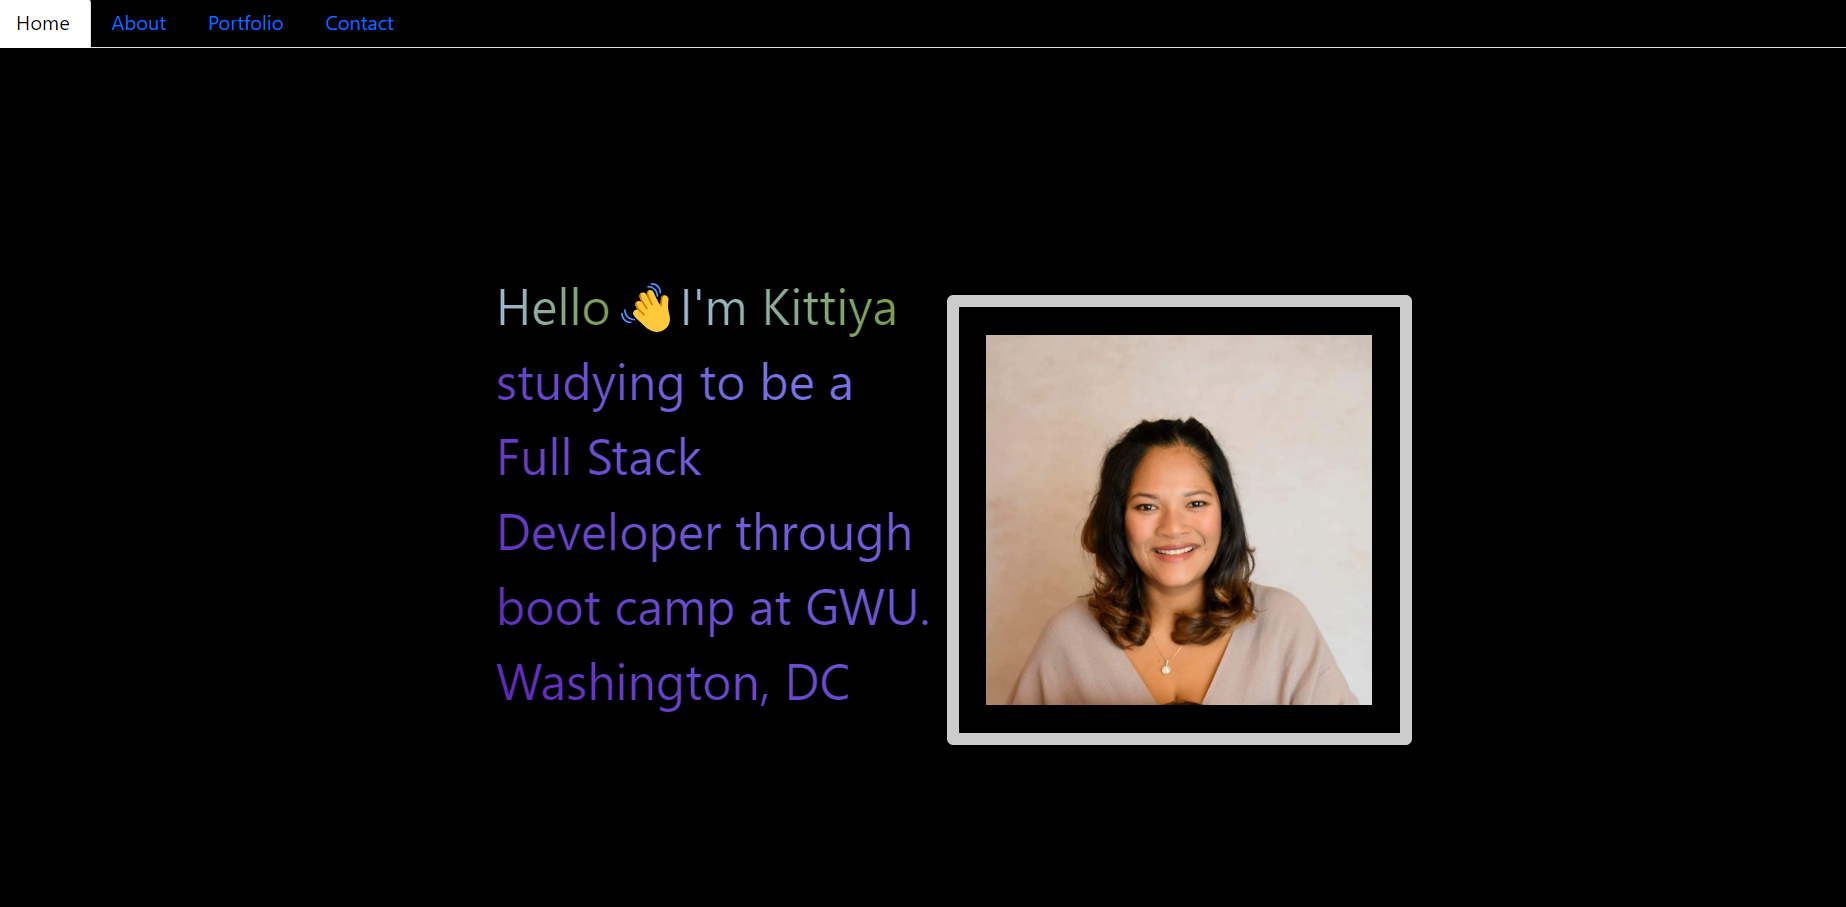 Home About Portfolio Contact
Hello 👋 I'm Kittiya
studying to be a
Full Stack
Developer through
boot camp at GWU.
Washington, DC